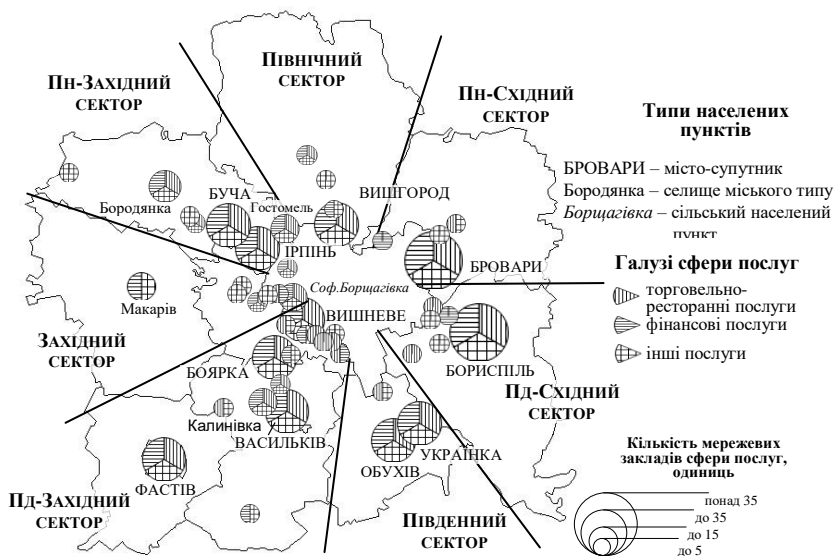 ПІВНІЧНИЙ
СЕКТОР
ПН-ЗАХІДНИЙ
СЕКТОР
ПН-СХІДНИЙ
СЕКТОР
Типи населених
пунктів
БРОВАРИ – місто-супутник
Бородянка – селище міського типу
Борщагівка – сільський населений
пункт
БУЧА
ВИШГОРОД
Бородянка
Гостомель
ІРПІНЬ
БРОВАРИ
Галузі сфери послуг
торговельно-
ресторанні послуги
фінансові послуги
інші послуги
Соф.Борщагівка
Макарів
ВИШНЕВЕ
ЗАХІДНИЙ
СЕКТОР
БОЯРКА
БОРИСПІЛЬ
ПД-СХІДНИЙ
СЕКТОР
Калинівка
ВАСИЛЬКІВ
УКРАЇНКА
ОБУХІВ
ФАСТІВ
ПД-ЗАХІДНИЙ
СЕКТОР
ПІВДЕННИЙ
СЕКТОР
Кількість мережевих
закладів сфери послуг,
одиниць
понад 35
до 35
до 15
до 5